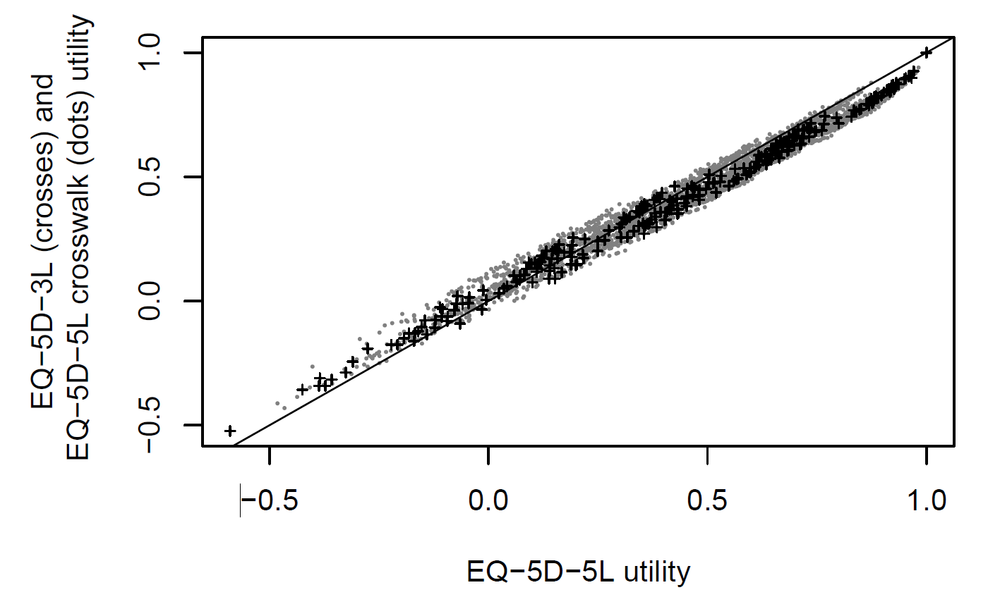 EQ−5D−3L (crosses) and
EQ−5D−5L crosswalk (dots) utility
1.0
0.5
0.0
−0.5
−0.5 0.0 0.5 1.0
EQ−5D−5L utility